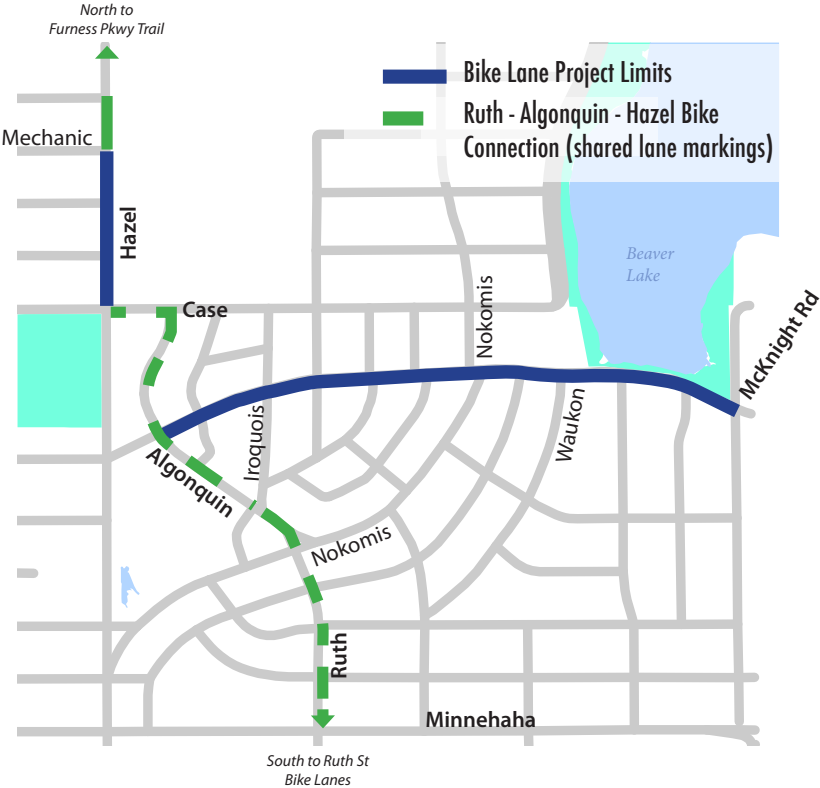 North to
Furness Pkwy Trail
Bike Lane Project Limits
Ruth - Algonquin - Hazel Bike
Connection (shared lane markings)
Mechanic
Hazel
Beaver
Lake
Case
Nokomis
McKnight Rd
Iroquois
Waukon
Algonquin
Nokomis
Ruth
Minnehaha
South to Ruth St
Bike Lanes